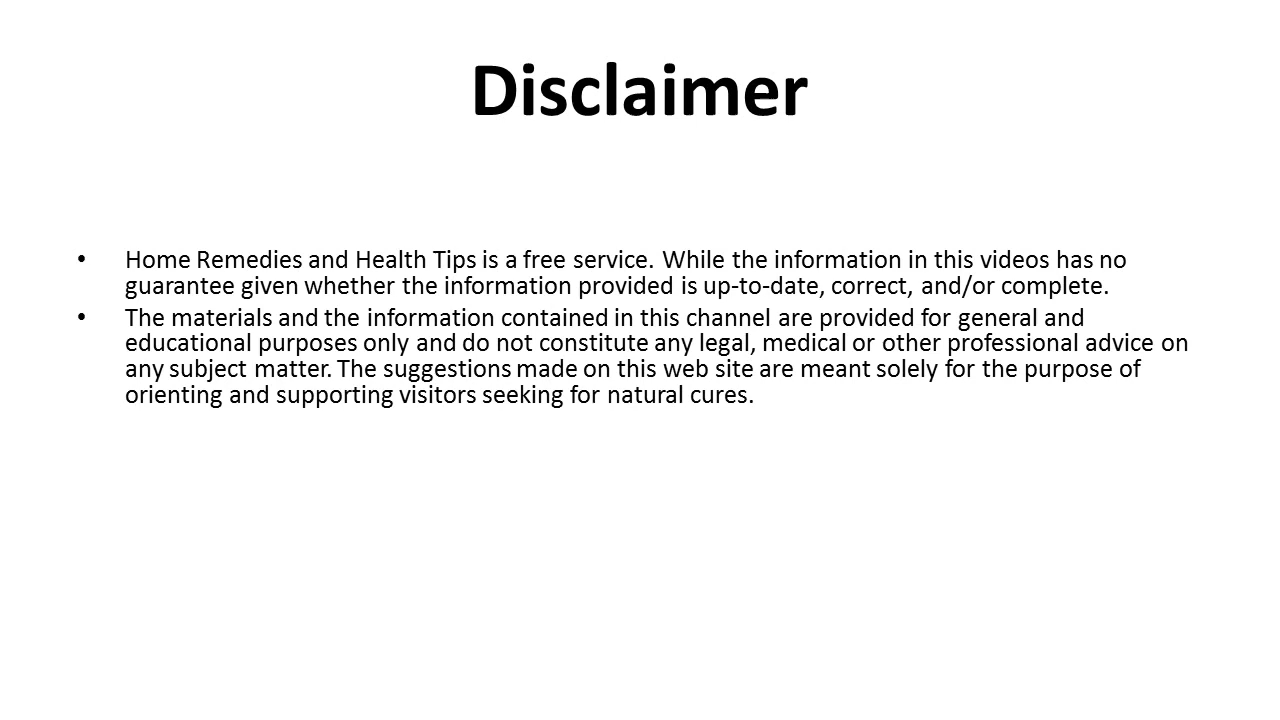 Disclaimer
• Home Remedies and Health Tips is a free service. While the information in this videos has no
guarantee given whether the information provided is up-to-date, correct, and/or complete.
• The materials and the information contained in this channel are provided for general and
educational purposes only and do not constitute any legal, medical or other professional advice on
any subject matter. The suggestions made on this web site are meant solely for the purpose of
orienting and supporting visitors seeking for natural cures.